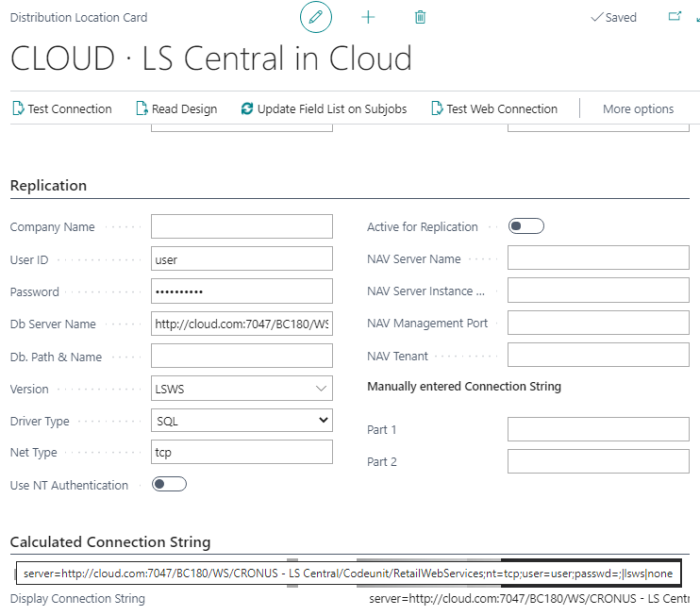 Distribution Location Card
Saved
CLOUD · LS Central in Cloud
Test Connection Read Design Update Field List on Subjobs Test Web Connection More options
Replication
Company Name
Active for Replication
User ID user
NAV Server Name
Password ••••••••••
NAV Server Instance ...
Db Server Name http://cloud.com:7047/BC180/WS
NAV Management Port
Db. Path & Name
NAV Tenant
Version LSWS
Manually entered Connection String
Driver Type SQL
Part 1
Net Type tcp
Part 2
Use NT Authentication
Calculated Connection String
server=http://cloud.com:7047/BC180/WS/CRONUS - LS Central/Codeunit/RetailWebServices;nt=tcp;user=user;passwd=;|lsws|none
Display Connection String server=http://cloud.com:7047/BC180/WS/CRONUS - LS Centr